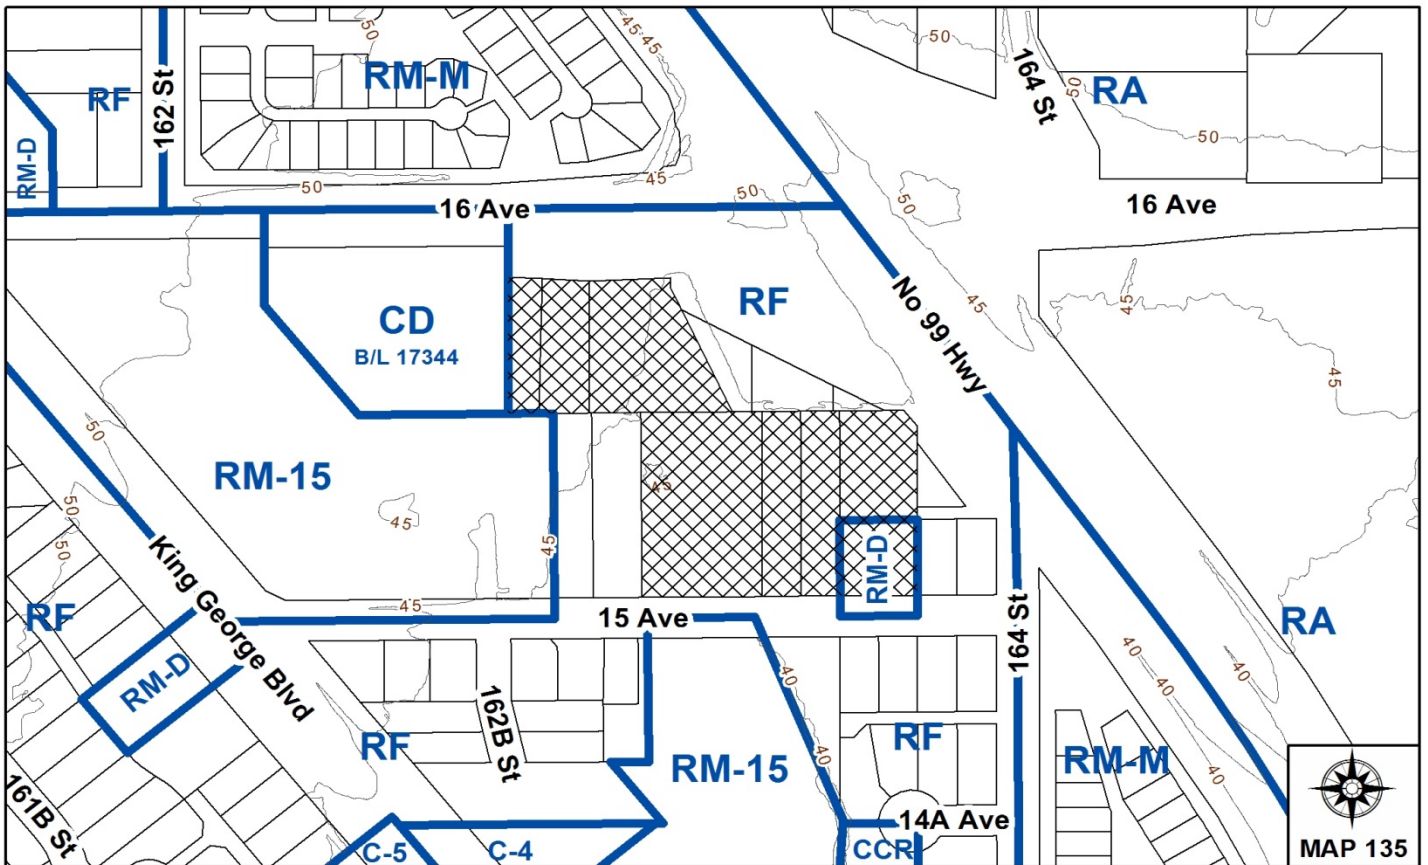 50
45
45
50
RM-M
162 St
RF
RM-D
164 St
50
RA
50
50
45
50
50
16 Ave
16 Ave
CD
B/L 17344
RF
No 99 Hwy
45
45
45
50
RM-15
45
45
50
50
45
RM-D
King George Blvd
45
RF
15 Ave
164 St
RA
RM-D
40
40
40
40
162B St
RF
RM-15
40
RF
RM-M
40
161B St
14A Ave
C-5
C-4
CCR
MAP 135